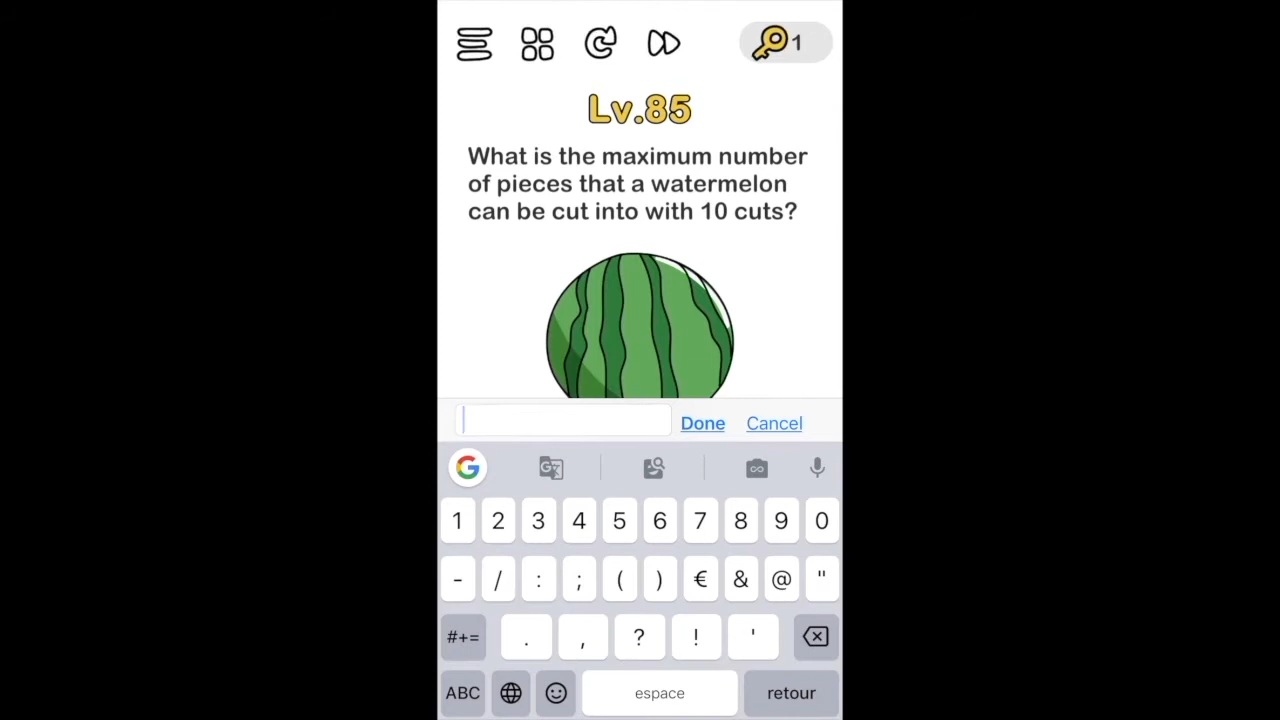 1
Lv.85
What is the maximum number
of pieces that a watermelon
can be cut into with 10 cuts?
Done Cancel
G
1 2 3 4 5 6 7 8 9 0
- / : ; ( ) € & @ "
#+= . , ? ! '
ABC espace retour